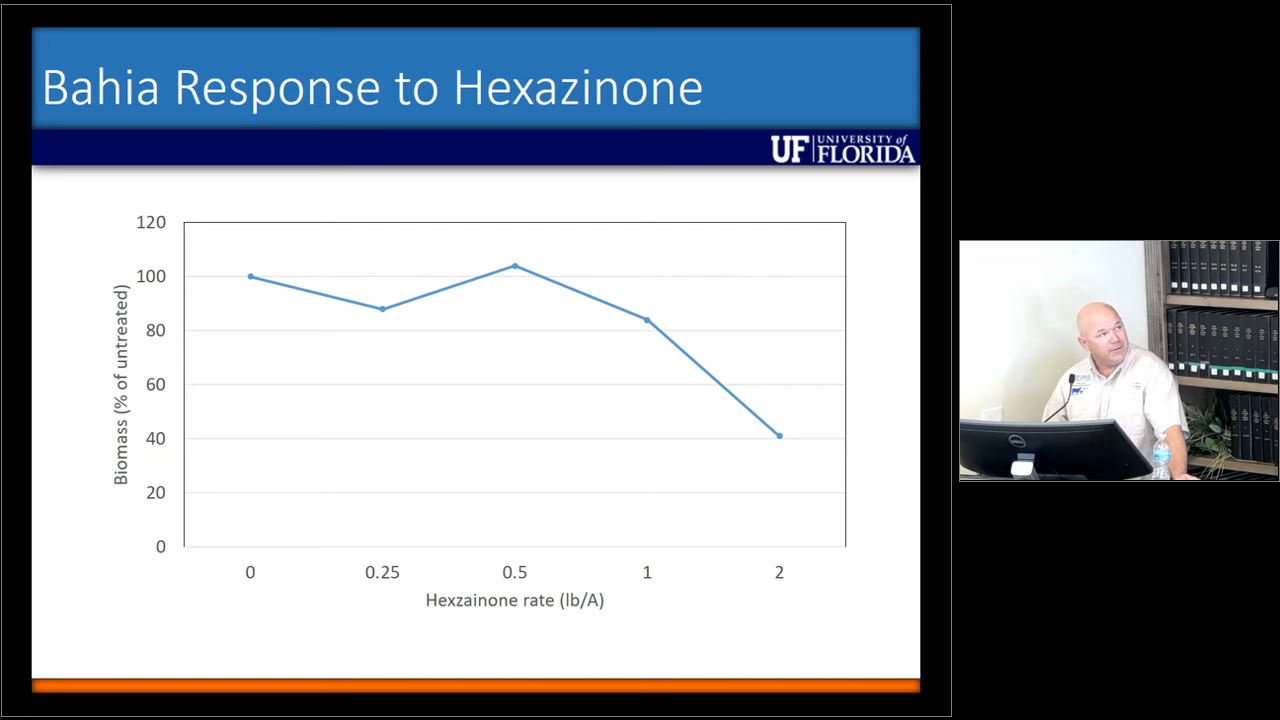 Bahia Response to Hexazinone
UF UNIVERSITY of
FLORIDA
120
100
80
60
40
20
0
Biomass (% of untreated)
0 0.25 0.5 1 2
Hexzainone rate (lb/A)
DELL